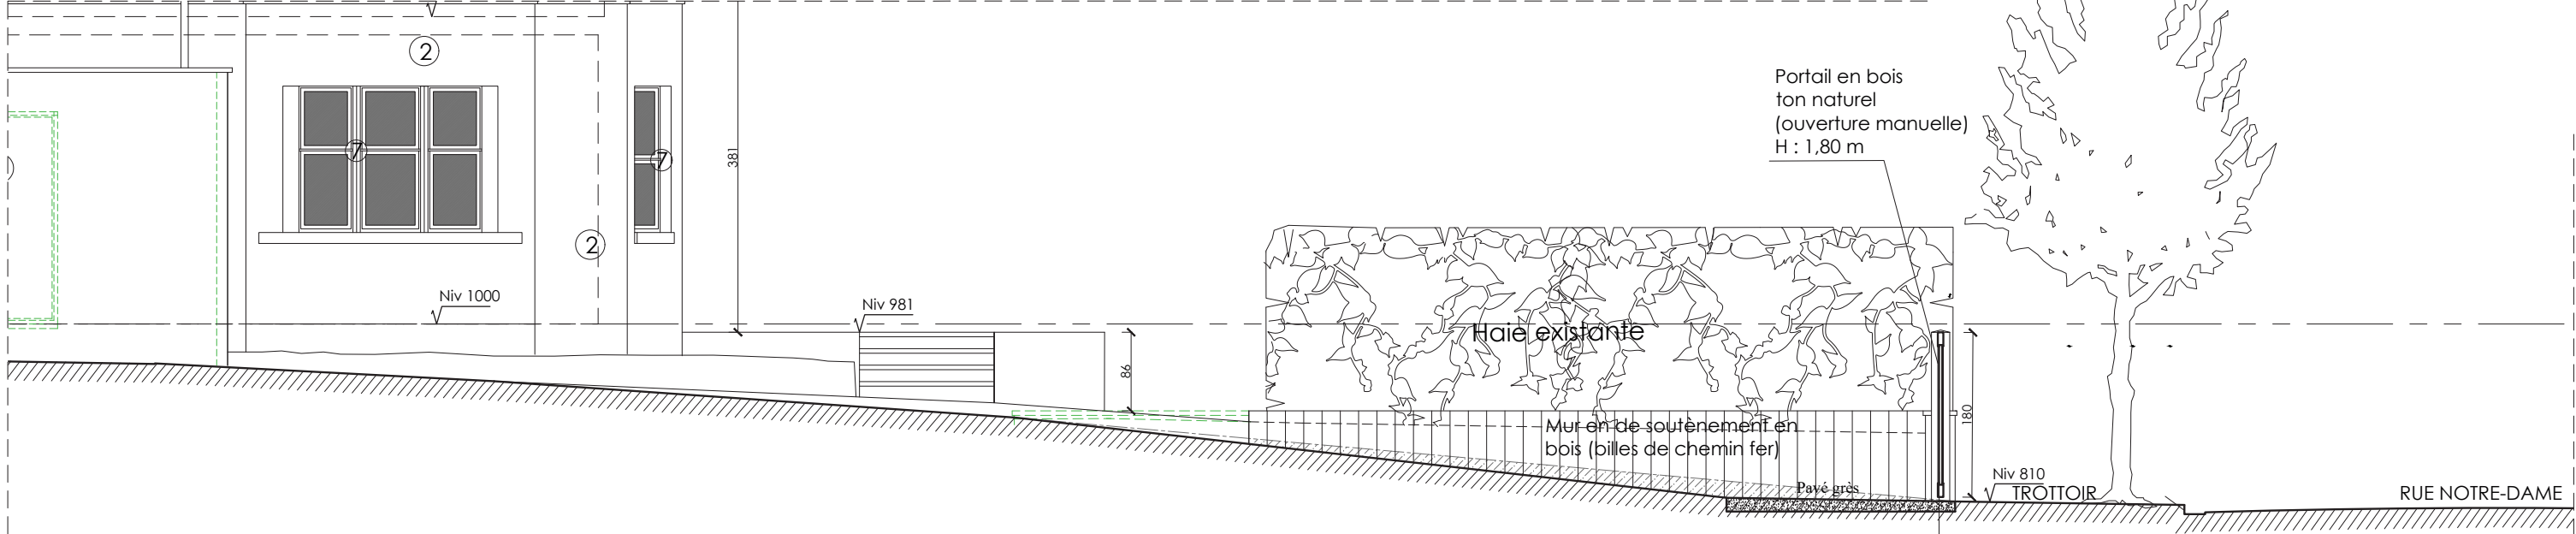 2
Portail en bois
ton naturel
(ouverture manuelle)
H : 1,80 m
7
7
381
2
Niv 1000
Niv 981
Haie existante
86
180
Mur en de soutènement en
bois (billes de chemin fer)
Pavé grès
Niv 810
TROTTOIR
RUE NOTRE-DAME